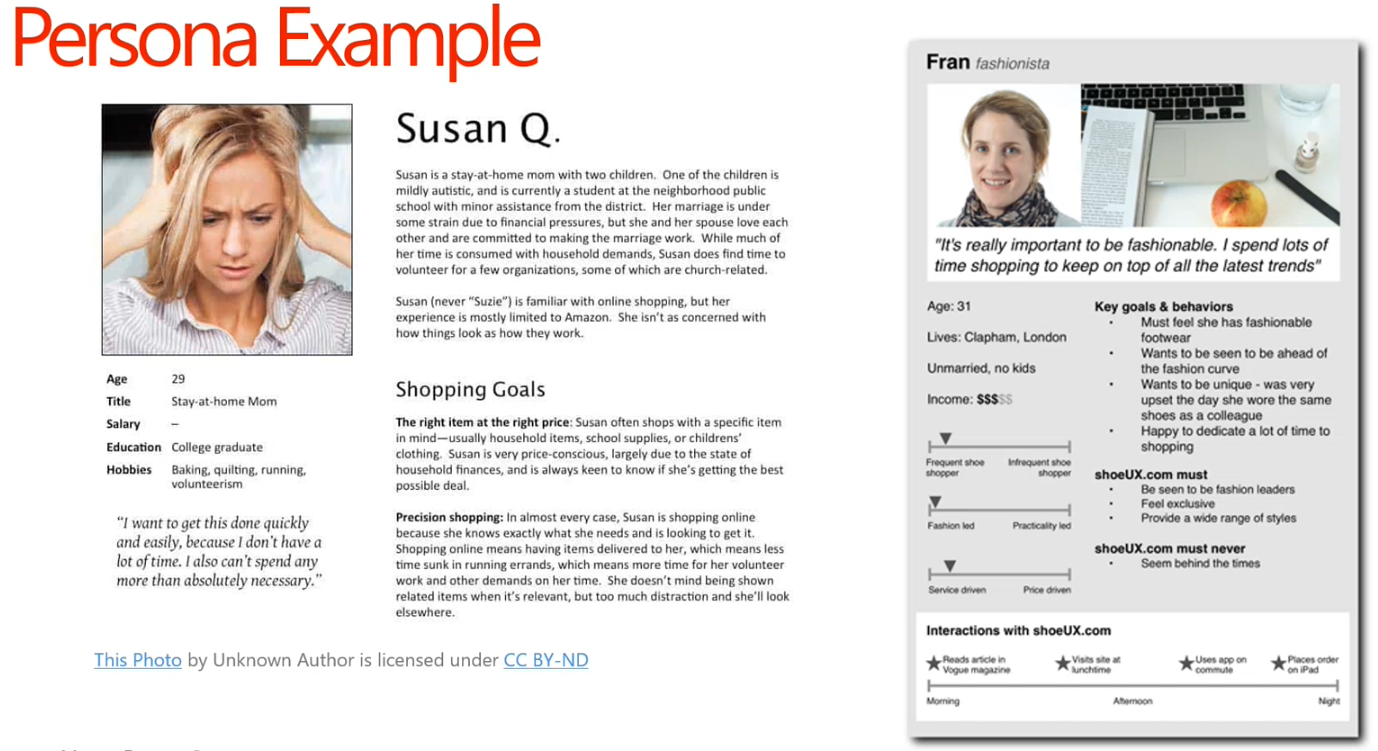 Persona Example
Susan Q.
Susan is a stay-at-home mom with two children. One of the children is
mildly autistic, and is currently a student at the neighborhood public
school with minor assistance from the district. Her marriage is under
some strain due to financial pressures, but she and her spouse love each
other and are committed to making the marriage work. While much of
her time is consumed with household demands, Susan does find time to
volunteer for a few organizations, some of which are church-related.
Susan (never “Suzie”) is familiar with online shopping, but her
experience is mostly limited to Amazon. She isn’t as concerned with
how things look as how they work.
Age 29
Title Stay-at-home Mom
Salary –
Education College graduate
Hobbies Baking, quilting, running,
volunteerism
“I want to get this done quickly
and easily, because I don’t have a
lot of time. I also can’t spend any
more than absolutely necessary.”
Shopping Goals
The right item at the right price: Susan often shops with a specific item
in mind—usually household items, school supplies, or childrens’
clothing. Susan is very price-conscious, largely due to the state of
household finances, and is always keen to know if she’s getting the best
possible deal.
Precision shopping: In almost every case, Susan is shopping online
because she knows exactly what she needs and is looking to get it.
Shopping online means having items delivered to her, which means less
time sunk in running errands, which means more time for her volunteer
work and other demands on her time. She doesn’t mind being shown
related items when it’s relevant, but too much distraction and she’ll look
elsewhere.
This Photo by Unknown Author is licensed under CC BY-ND
Fran fashionista
"It's really important to be fashionable. I spend lots of
time shopping to keep on top of all the latest trends"
Age: 31
Lives: Clapham, London
Unmarried, no kids
Income: $$$$$
Frequent shoe
shopper
Infrequent shoe
shopper
Fashion led
Practicality led
Service driven
Price driven
Key goals & behaviors
• Must feel she has fashionable
footwear
• Wants to be seen to be ahead of
the fashion curve
• Wants to be unique - was very
upset the day she wore the same
shoes as a colleague
• Happy to dedicate a lot of time to
shopping
shoeUX.com must
• Be seen to be fashion leaders
• Feel exclusive
• Provide a wide range of styles
shoeUX.com must never
• Seem behind the times
Interactions with shoeUX.com
Reads article in
Vogue magazine
Visits site at
lunchtime
Uses app on
commute
Places order
on iPad
Morning
Afternoon
Night